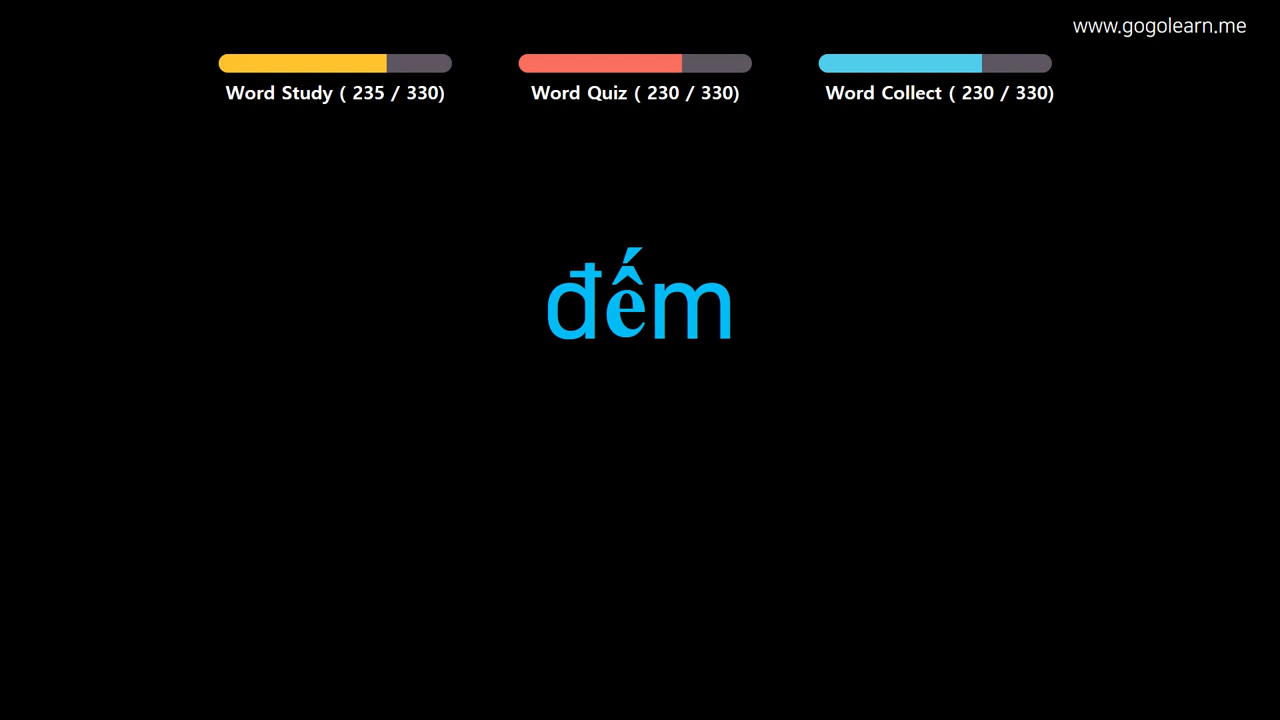 www.gogolearn.me
Word Study ( 235 / 330)
Word Quiz ( 230 / 330)
Word Collect ( 230 / 330)
đếm